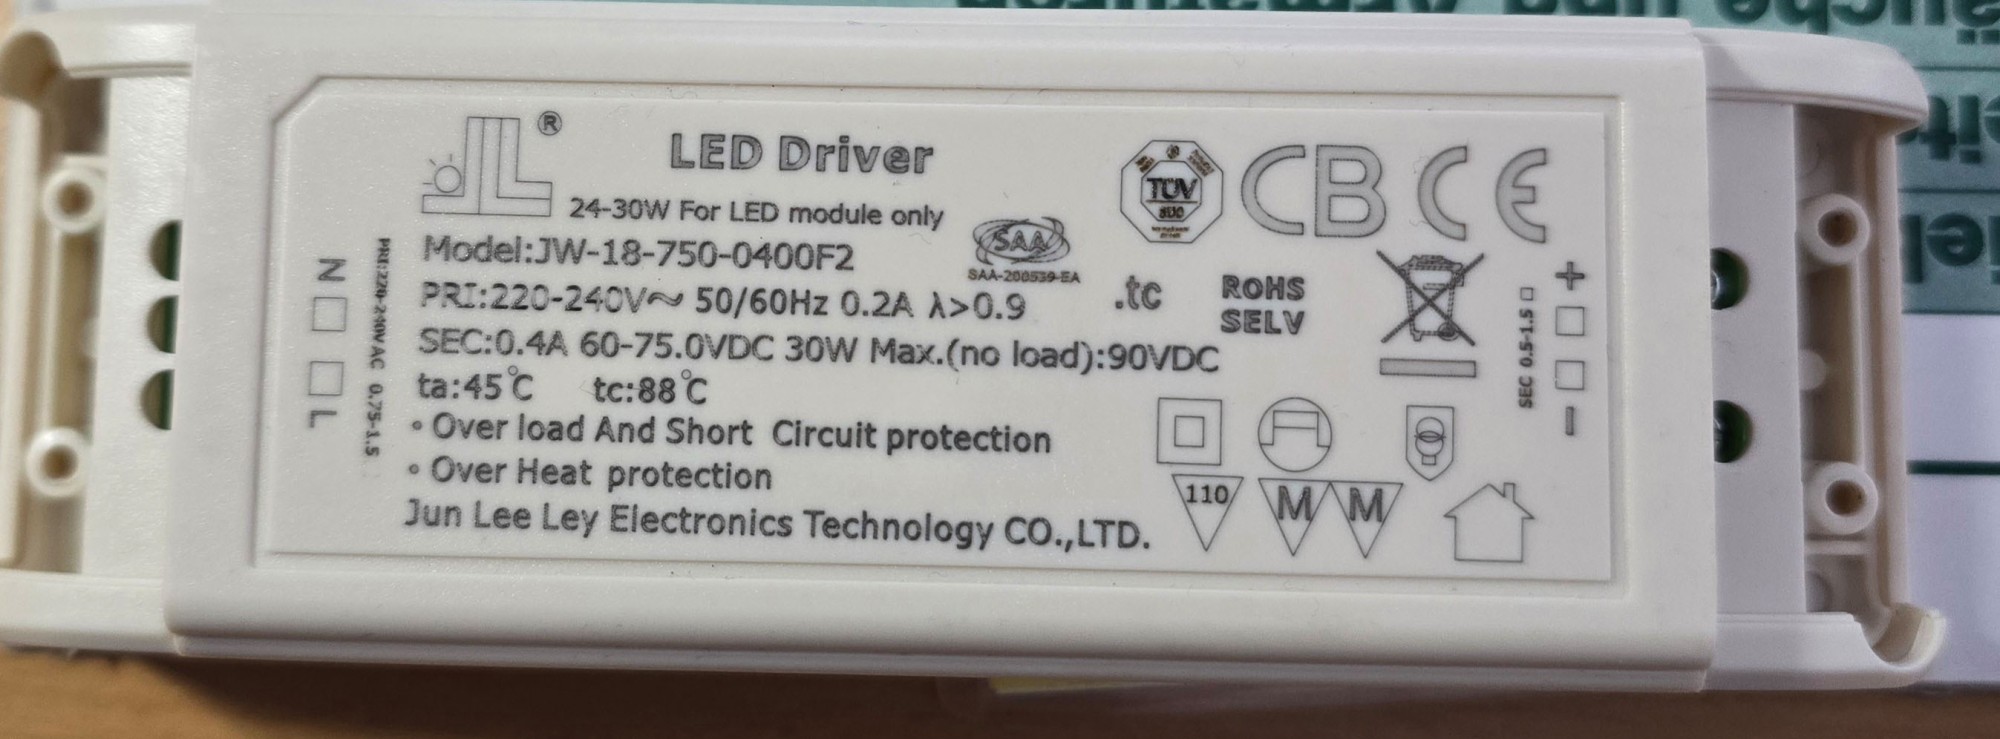 ®
LED Driver
24-30W For LED module only
Model:JW-18-750-0400F2
SAA
SAA-200539-EA
PRI:220-240V~ 50/60Hz 0.2A λ>0.9
SEC:0.4A 60-75.0VDC 30W Max.(no load):90VDC
ta:45℃ tc:88℃
• Over load And Short Circuit protection
• Over Heat protection
Jun Lee Ley Electronics Technology CO.,LTD.
TÜV
SÜD
CB CE
.tc
RoHS
SELV
110
M M
N
L
PRI:220-240V AC 0.75-1.5
SEC 0.5-1.5 □
+
-